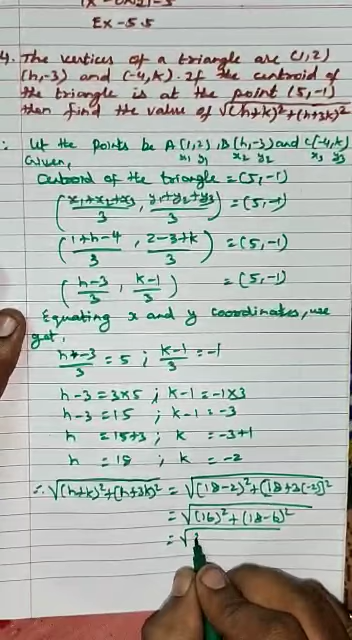 Ex-5.5
4. The vertices of a triangle are (1,2)
(h,-3) and (-4,k). If the centroid of
the triangle is at the point (5,-1)
then find the value of √(h+k)²+(h+3k)²
: Let the points be A(1,2), B(h,-3) and C(-4,k)
x₁ y₁ x₂ y₂ x₃ y₃
Given,
Centroid of the triangle = (5,-1)
(x₁+x₂+x₃/3, y₁+y₂+y₃/3) = (5,-1)
(1+h-4/3, 2-3+k/3) = (5,-1)
(h-3/3, k-1/3) = (5,-1)
Equating x and y coordinates, we
get,
h-3/3 = 5 ; k-1/3 = -1
h-3 = 3x5 ; k-1 = -1x3
h-3 = 15 ; k-1 = -3
h = 15+3 ; k = -3+1
h = 18 ; k = -2
∴ √(h+k)²+(h+3k)² = √(18-2)²+[18+3(-2)]²
= √(16)²+(18-6)²
= √